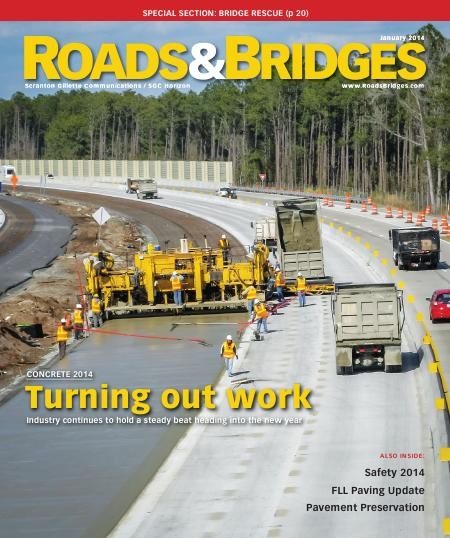 SPECIAL SECTION: BRIDGE RESCUE (p 20)
January 2014
ROADS&BRIDGES
Scranton Gillette Communications / SGC Horizon
www.RoadsBridges.com
CONCRETE 2014
Turning out work
Industry continues to hold a steady beat heading into the new year
ALSO INSIDE:
Safety 2014
FLL Paving Update
Pavement Preservation